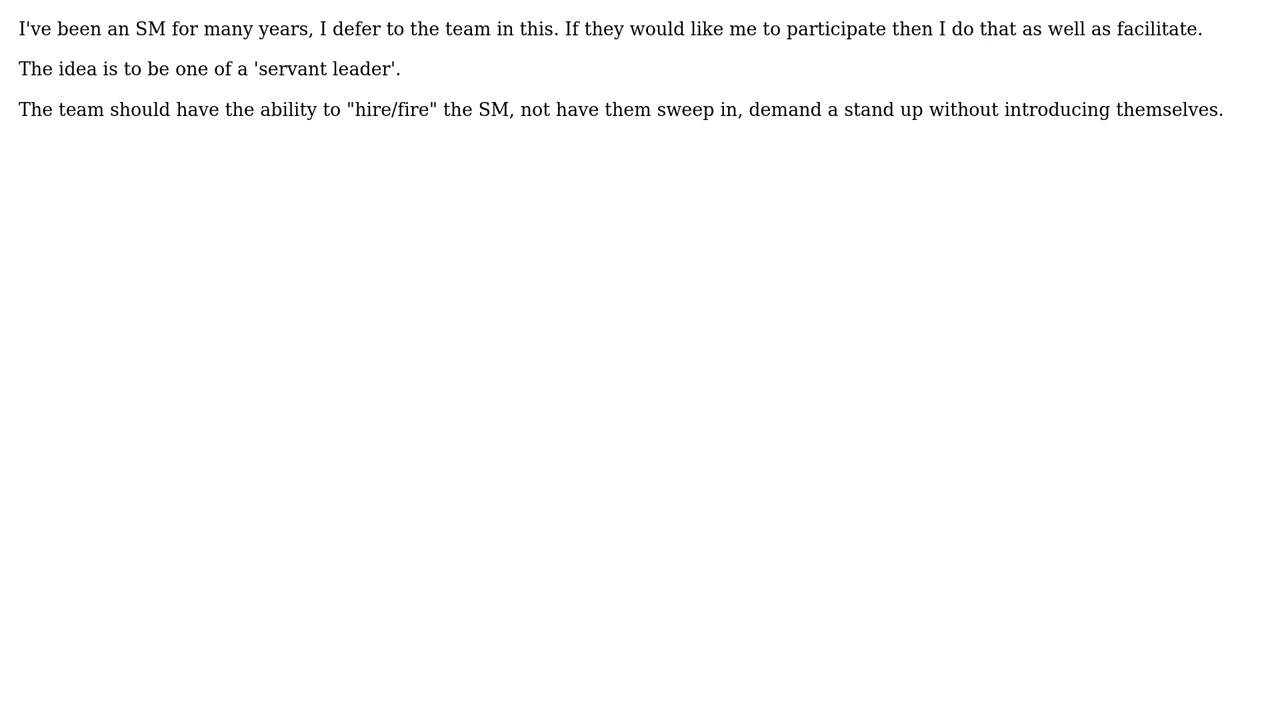 I've been an SM for many years, I defer to the team in this. If they would like me to participate then I do that as well as facilitate.
The idea is to be one of a 'servant leader'.
The team should have the ability to "hire/fire" the SM, not have them sweep in, demand a stand up without introducing themselves.